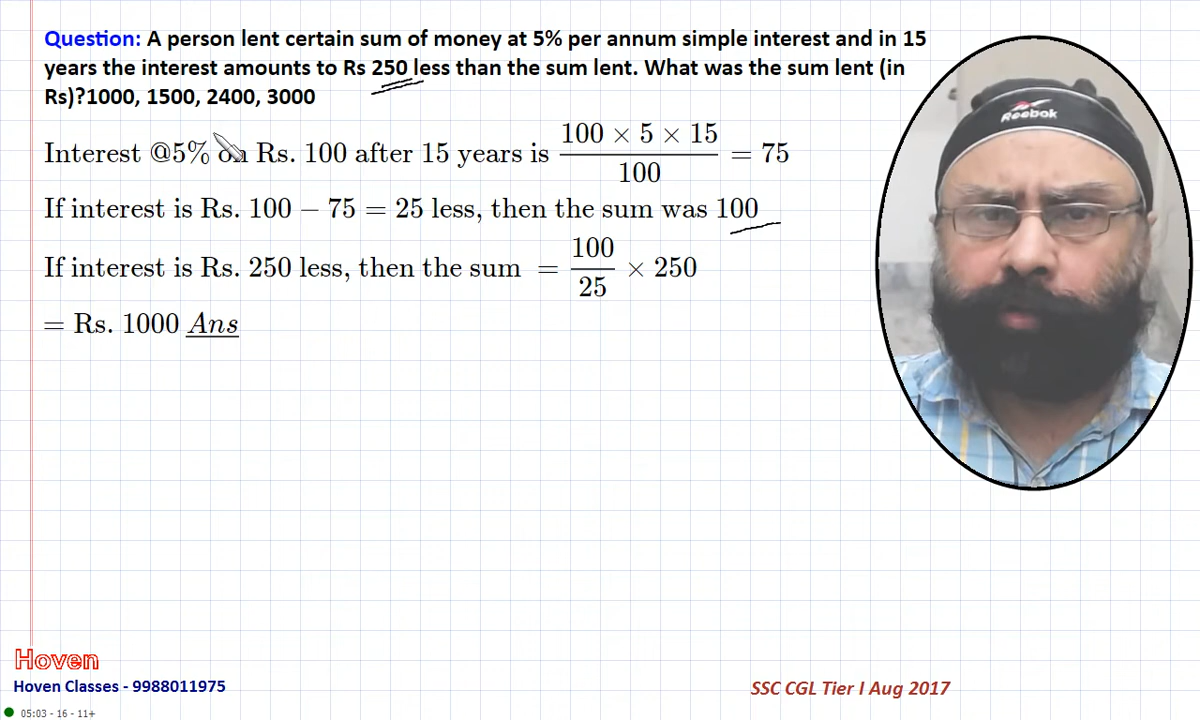 Question: A person lent certain sum of money at 5% per annum simple interest and in 15
years the interest amounts to Rs 250 less than the sum lent. What was the sum lent (in
Rs)?1000, 1500, 2400, 3000
Reebok
Interest @5% on Rs. 100 after 15 years is (100 × 5 × 15)/100 = 75
If interest is Rs. 100 − 75 = 25 less, then the sum was 100
If interest is Rs. 250 less, then the sum = 100/25 × 250
= Rs. 1000 Ans
Hoven
Hoven Classes - 9988011975
SSC CGL Tier I Aug 2017
05:03 - 16 - 11+